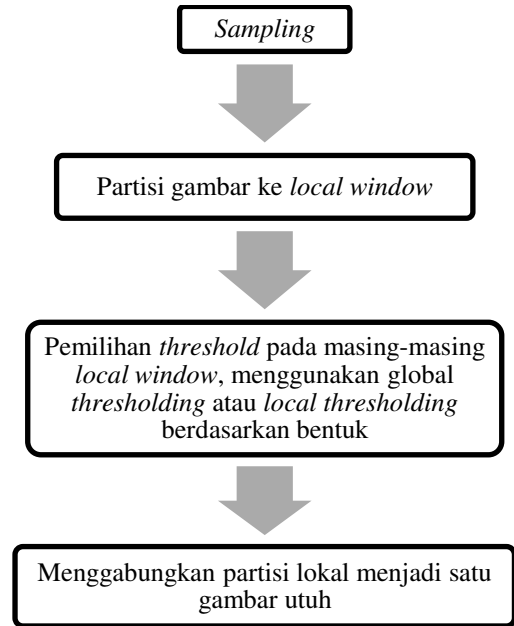 Sampling
Partisi gambar ke local window
Pemilihan threshold pada masing-masing
local window, menggunakan global
thresholding atau local thresholding
berdasarkan bentuk
Menggabungkan partisi lokal menjadi satu
gambar utuh